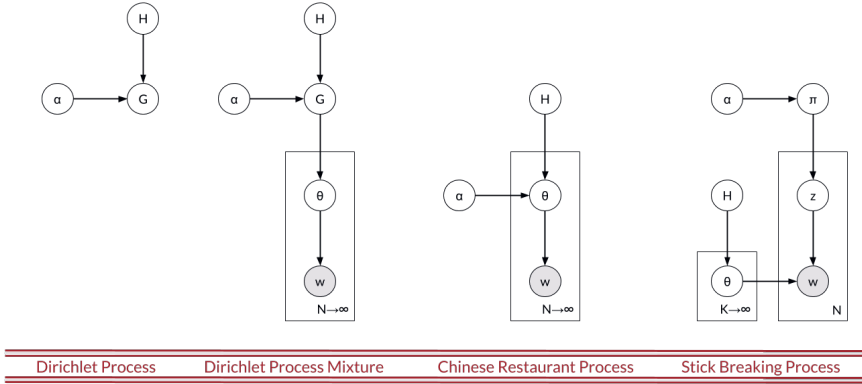 H H H
α G α G H α π
θ α θ H z
w w θ w
N→∞ N→∞ K→∞ N
Dirichlet Process Dirichlet Process Mixture Chinese Restaurant Process Stick Breaking Process